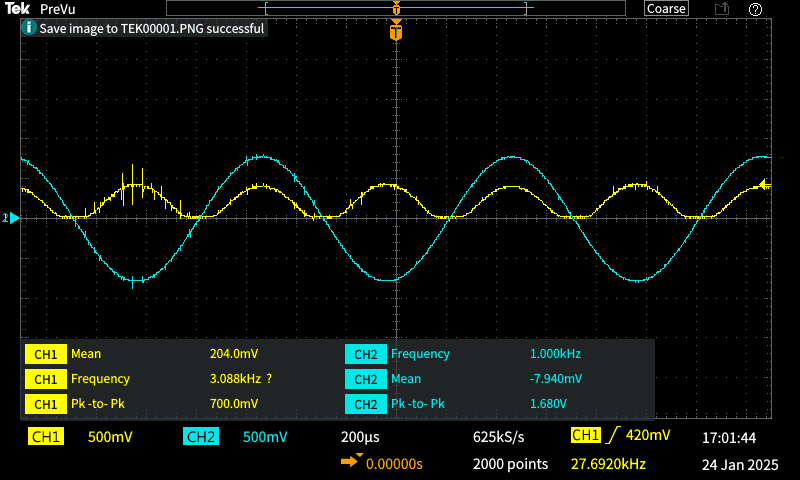 Tek PreVu T Coarse
i Save image to TEK00001.PNG successful
T
2
CH1 Mean 204.0mV CH2 Frequency 1.000kHz
CH1 Frequency 3.088kHz ? CH2 Mean -7.940mV
CH1 Pk -to- Pk 700.0mV CH2 Pk -to- Pk 1.680V
CH1 500mV CH2 500mV 200µs 625kS/s CH1 420mV 17:01:44
0.00000s 2000 points 27.6920kHz 24 Jan 2025